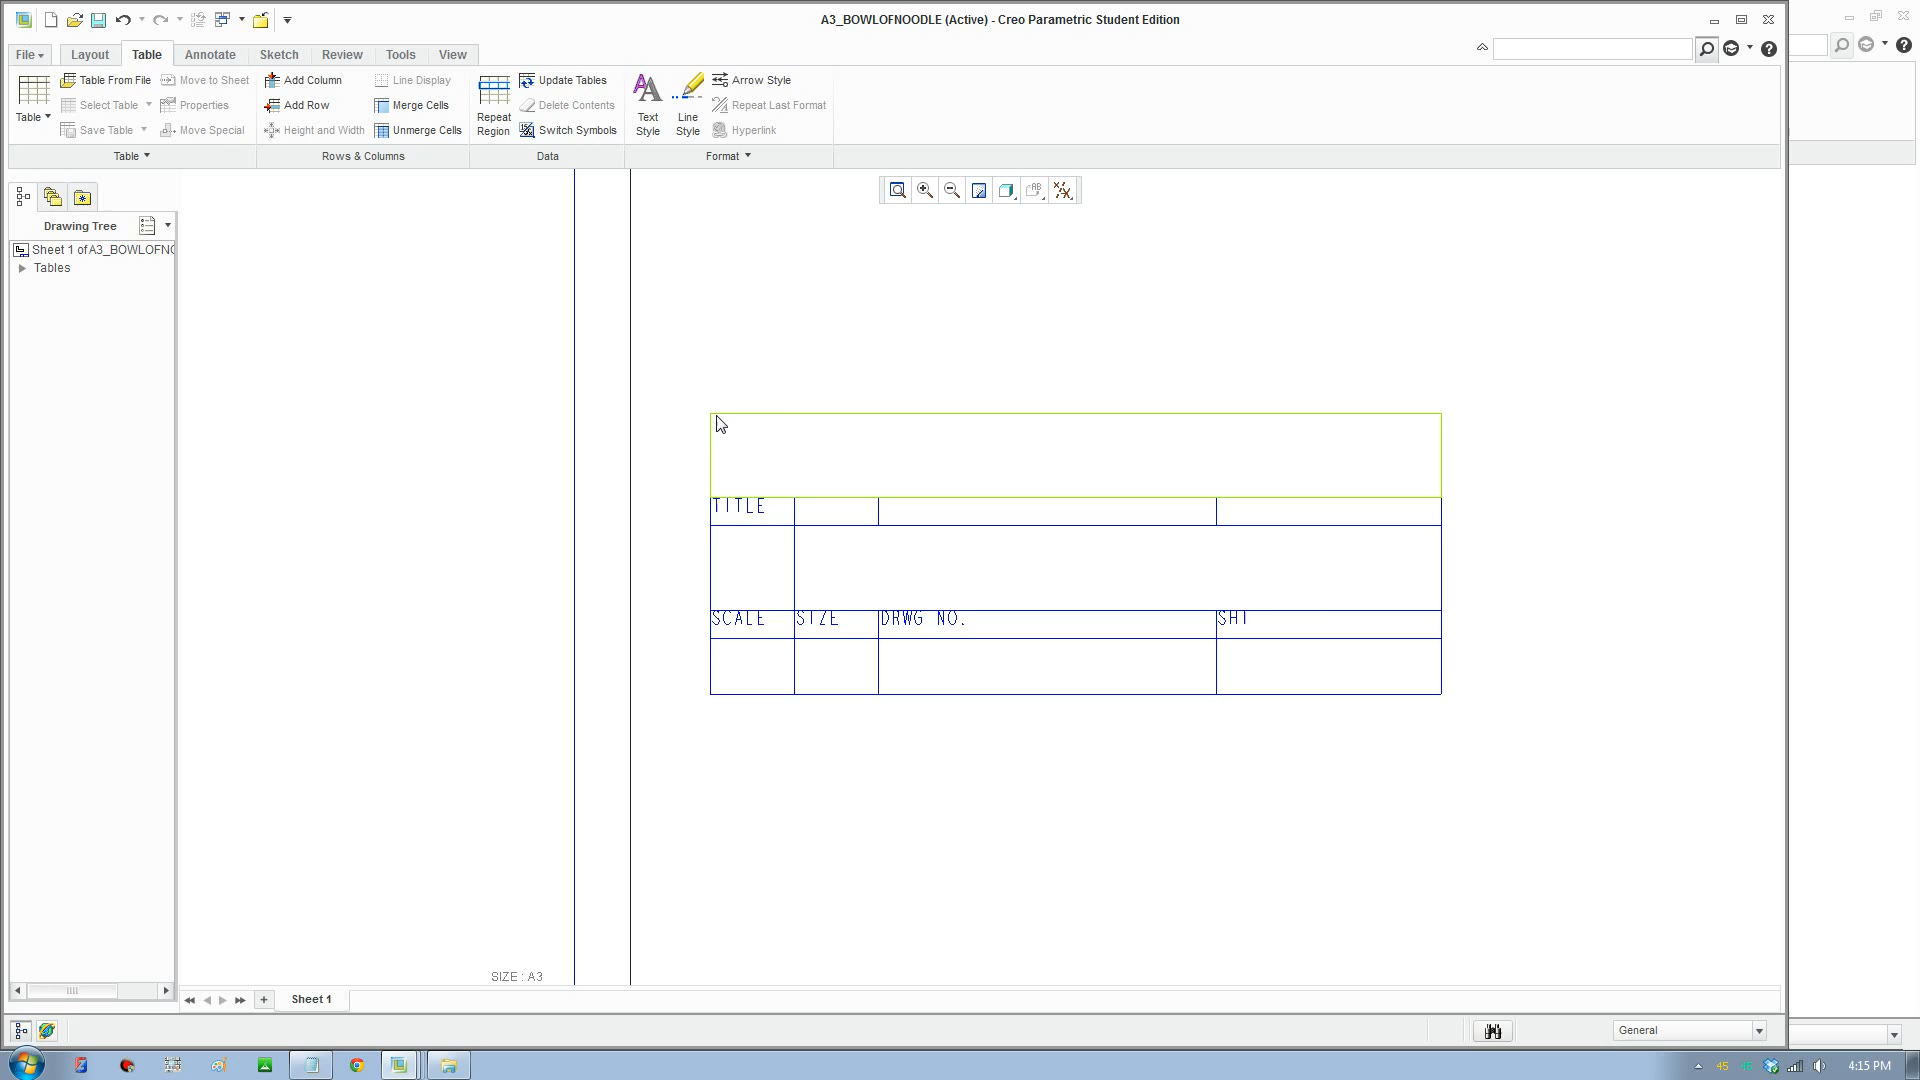 A3_BOWLOFNOODLE (Active) - Creo Parametric Student Edition
File Layout Table Annotate Sketch Review Tools View
Table From File Move to Sheet Add Column Line Display Update Tables Arrow Style
Select Table Properties Add Row Merge Cells Delete Contents Repeat Last Format
Table Repeat Region Text Style Line Style
Save Table Move Special Height and Width Unmerge Cells Switch Symbols Hyperlink
Table Rows & Columns Data Format
Drawing Tree
Sheet 1 of A3_BOWLOFNO
Tables
TITLE
SCALE SIZE DRWG NO. SHT
SIZE : A3
Sheet 1
General
45
4:15 PM